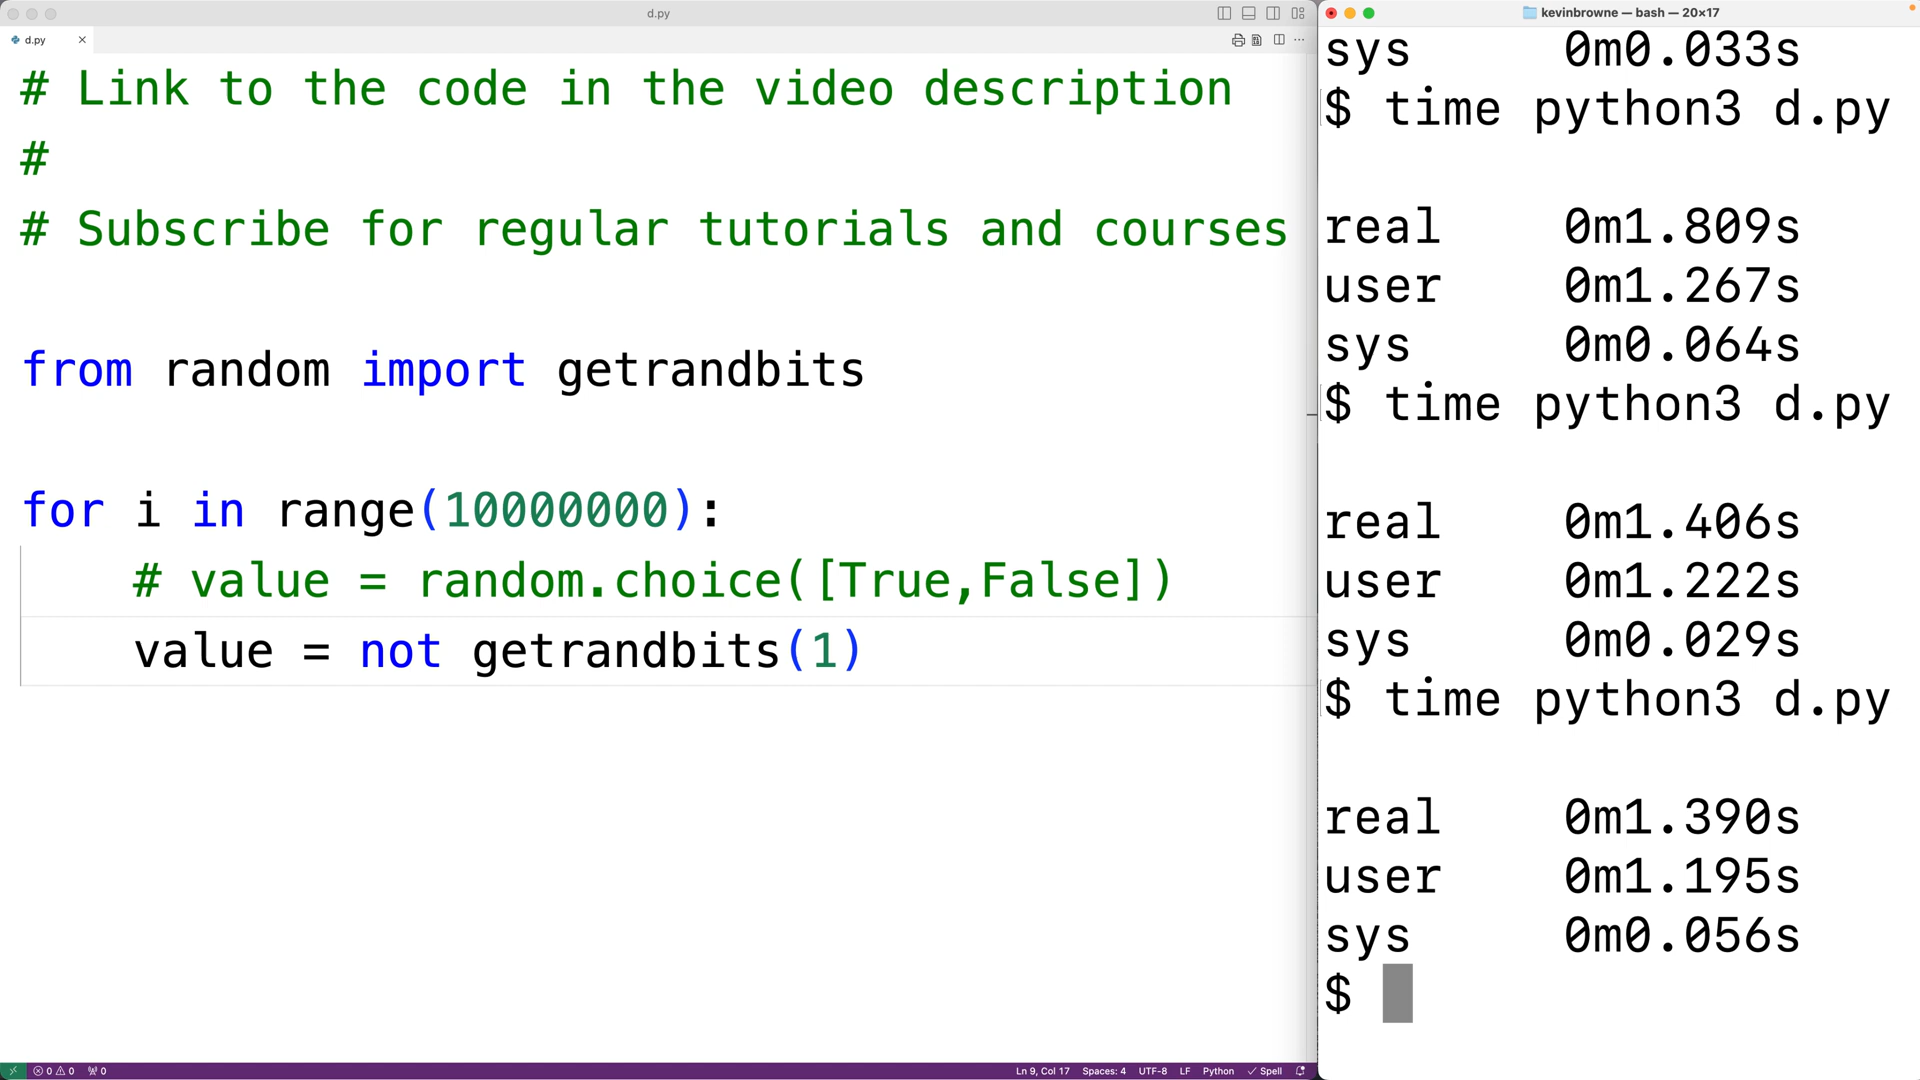 d.py
d.py
# Link to the code in the video description
#
# Subscribe for regular tutorials and courses
from random import getrandbits
for i in range(10000000):
# value = random.choice([True,False])
value = not getrandbits(1)
0 0 0
Ln 9, Col 17 Spaces: 4 UTF-8 LF Python Spell
kevinbrowne — bash — 20×17
sys 0m0.033s
$ time python3 d.py
real 0m1.809s
user 0m1.267s
sys 0m0.064s
$ time python3 d.py
real 0m1.406s
user 0m1.222s
sys 0m0.029s
$ time python3 d.py
real 0m1.390s
user 0m1.195s
sys 0m0.056s
$